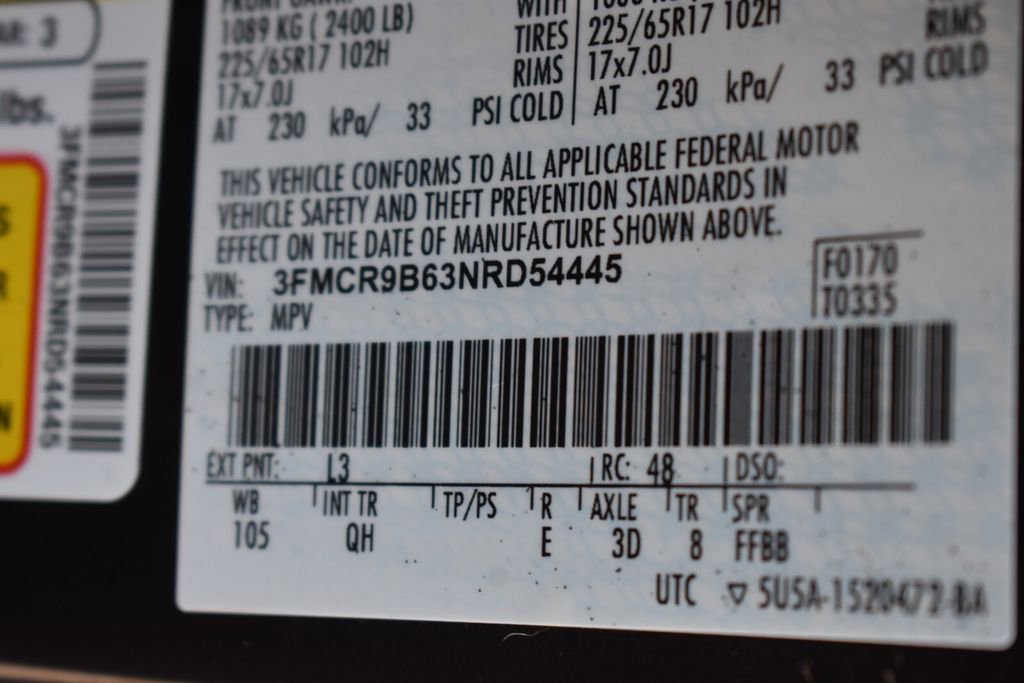 1089 KG ( 2400 LB)
225/65R17 102H
17x7.0J
AT 230 kPa/ 33 PSI COLD
WITH
TIRES
RIMS
225/65R17 102H
17x7.0J
AT 230 kPa/ 33 PSI COLD
RIMS
THIS VEHICLE CONFORMS TO ALL APPLICABLE FEDERAL MOTOR
VEHICLE SAFETY AND THEFT PREVENTION STANDARDS IN
EFFECT ON THE DATE OF MANUFACTURE SHOWN ABOVE.
VIN: 3FMCR9B63NRD54445
TYPE: MPV
F0170
T0335
EXT PNT: L3 RC: 48 DSO:
WB INT TR TP/PS R AXLE TR SPR
105 QH E 3D 8 FFBB
UTC ▽ 5U5A-1520472-BA
lbs.
3FMCR9B63NRD54445